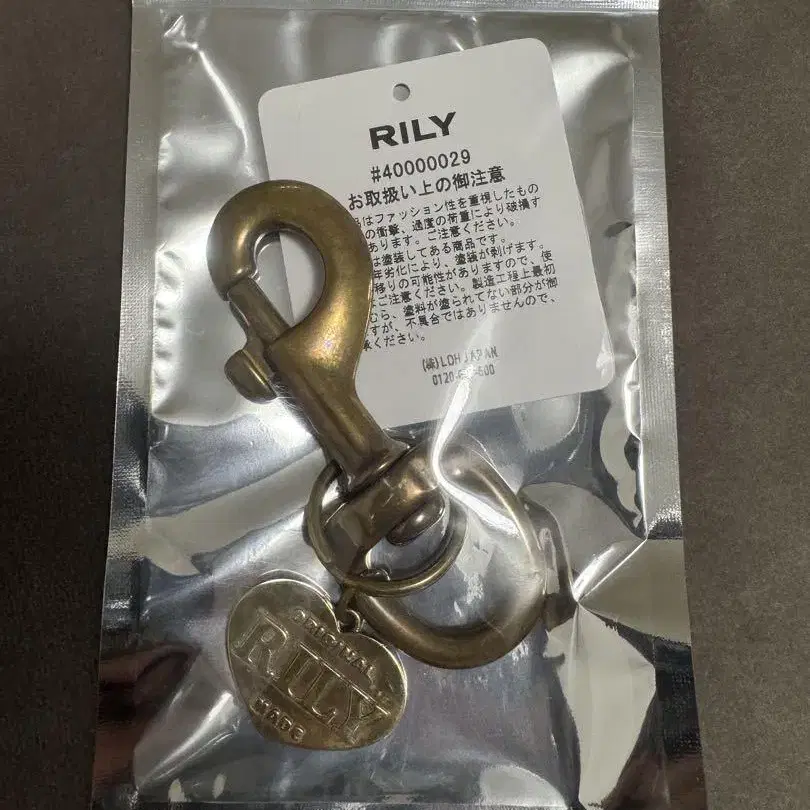 RILY
#40000029
お取扱い上の御注意
はファッション性を重視したもの
の衝撃、過度の荷重により破損す
あります。ご注意ください。
は塗装してある商品です。
年劣化により、塗装が剥げます。
移りの可能性がありますので、使
ご注意ください。製造工程上最初
むら、塗料が塗られてない部分が御
すが、不具合ではありませんので、
承ください。
(株)LDH JAPAN
ORIGINAL
RILY
MADE